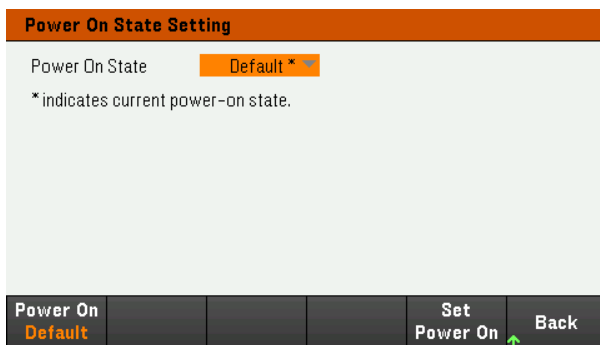 Power On State Setting
Power On State Default *
* indicates current power-on state.
Power On
Default
Set
Power On
Back